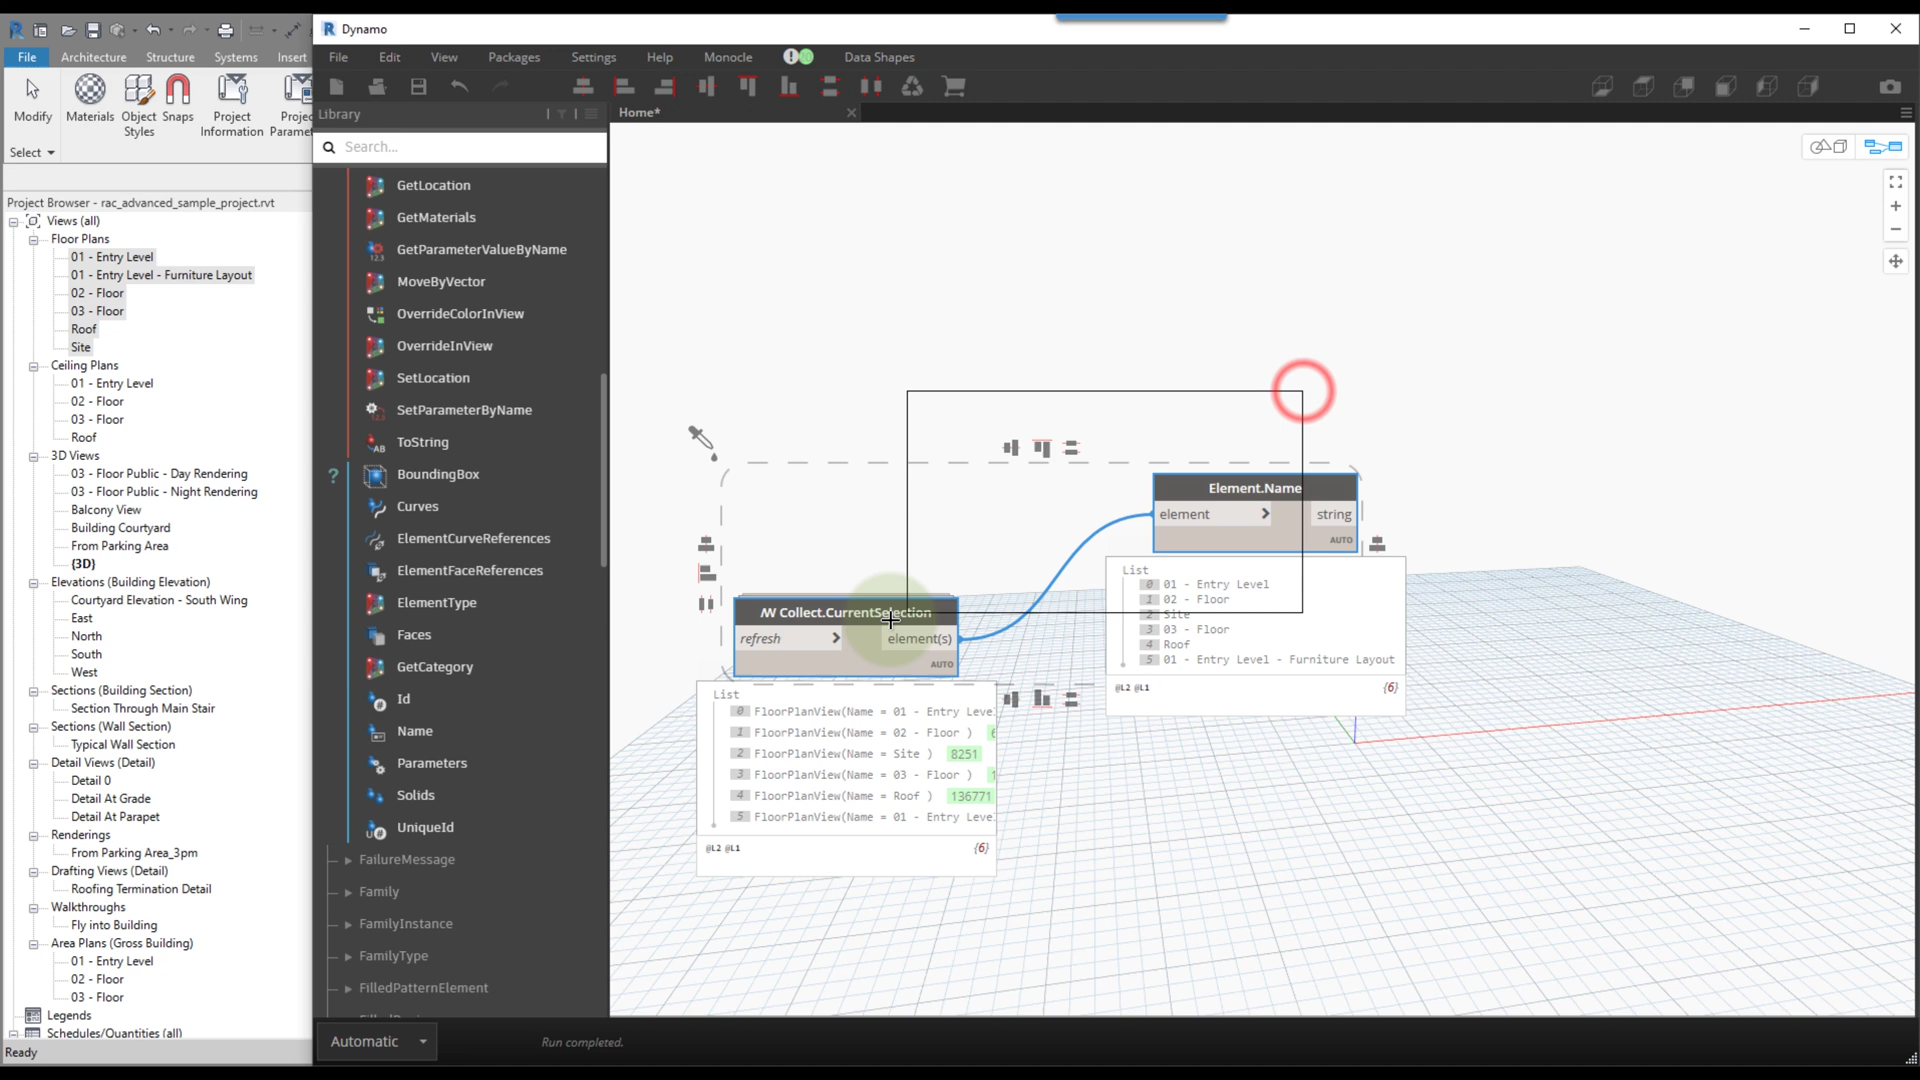 Dynamo
File Architecture Structure Systems Insert
File Edit View Packages Settings Help Monocle Data Shapes
Modify
Materials
Object Styles
Snaps
Project Information
Select
Library
Search...
Home*
Project Browser - rac_advanced_sample_project.rvt
Views (all)
Floor Plans
01 - Entry Level
01 - Entry Level - Furniture Layout
02 - Floor
03 - Floor
Roof
Site
Ceiling Plans
01 - Entry Level
02 - Floor
03 - Floor
Roof
3D Views
03 - Floor Public - Day Rendering
03 - Floor Public - Night Rendering
Balcony View
Building Courtyard
From Parking Area
{3D}
Elevations (Building Elevation)
Courtyard Elevation - South Wing
East
North
South
West
Sections (Building Section)
Section Through Main Stair
Sections (Wall Section)
Typical Wall Section
Detail Views (Detail)
Detail 0
Detail At Grade
Detail At Parapet
Renderings
From Parking Area_3pm
Drafting Views (Detail)
Roofing Termination Detail
Walkthroughs
Fly into Building
Area Plans (Gross Building)
01 - Entry Level
02 - Floor
03 - Floor
Legends
Schedules/Quantities (all)
Ready
GetLocation
GetMaterials
GetParameterValueByName
MoveByVector
OverrideColorInView
OverrideInView
SetLocation
SetParameterByName
ToString
? BoundingBox
Curves
ElementCurveReferences
ElementFaceReferences
ElementType
Faces
GetCategory
Id
Name
Parameters
Solids
UniqueId
FailureMessage
Family
FamilyInstance
FamilyType
FilledPatternElement
Automatic
Run completed.
Element.Name
element > string
AUTO
List
0 01 - Entry Level
1 02 - Floor
2 Site
3 03 - Floor
4 Roof
5 01 - Entry Level - Furniture Layout
@L2 @L1 {6}
Collect.CurrentSelection
refresh > element(s)
AUTO
List
0 FloorPlanView(Name = 01 - Entry Leve
1 FloorPlanView(Name = 02 - Floor )
2 FloorPlanView(Name = Site ) 8251
3 FloorPlanView(Name = 03 - Floor )
4 FloorPlanView(Name = Roof ) 136771
5 FloorPlanView(Name = 01 - Entry Leve
@L2 @L1 {6}